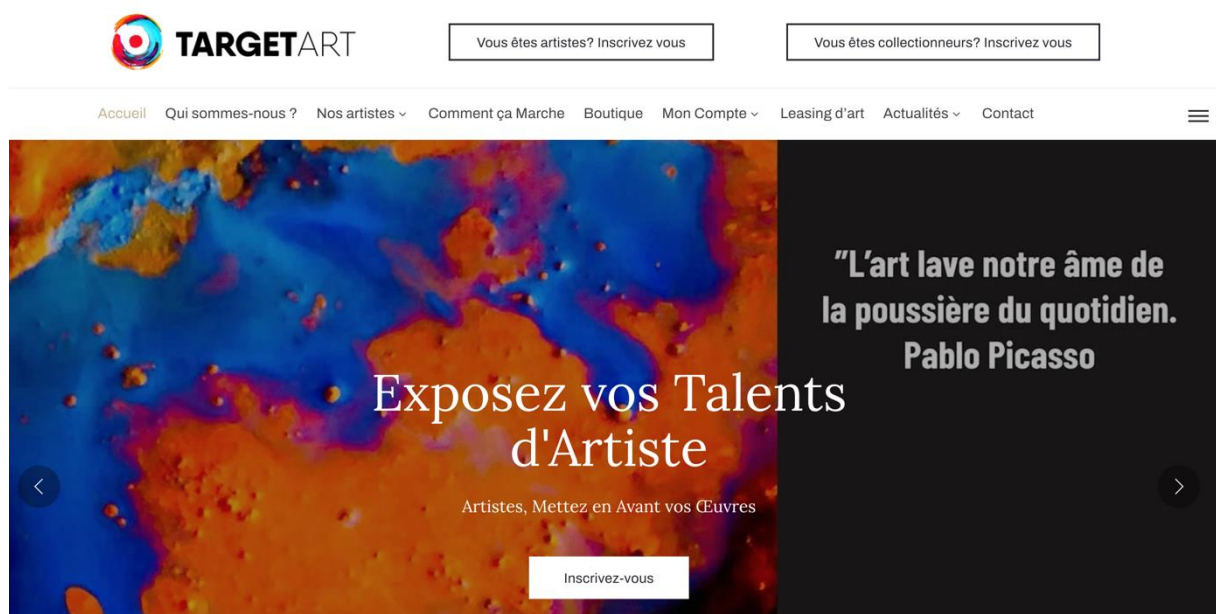 TARGETART
Vous êtes artistes? Inscrivez vous
Vous êtes collectionneurs? Inscrivez vous
Accueil Qui sommes-nous ? Nos artistes Comment ça Marche Boutique Mon Compte Leasing d'art Actualités Contact
"L'art lave notre âme de
la poussière du quotidien.
Pablo Picasso
Exposez vos Talents
d'Artiste
Artistes, Mettez en Avant vos Œuvres
Inscrivez-vous